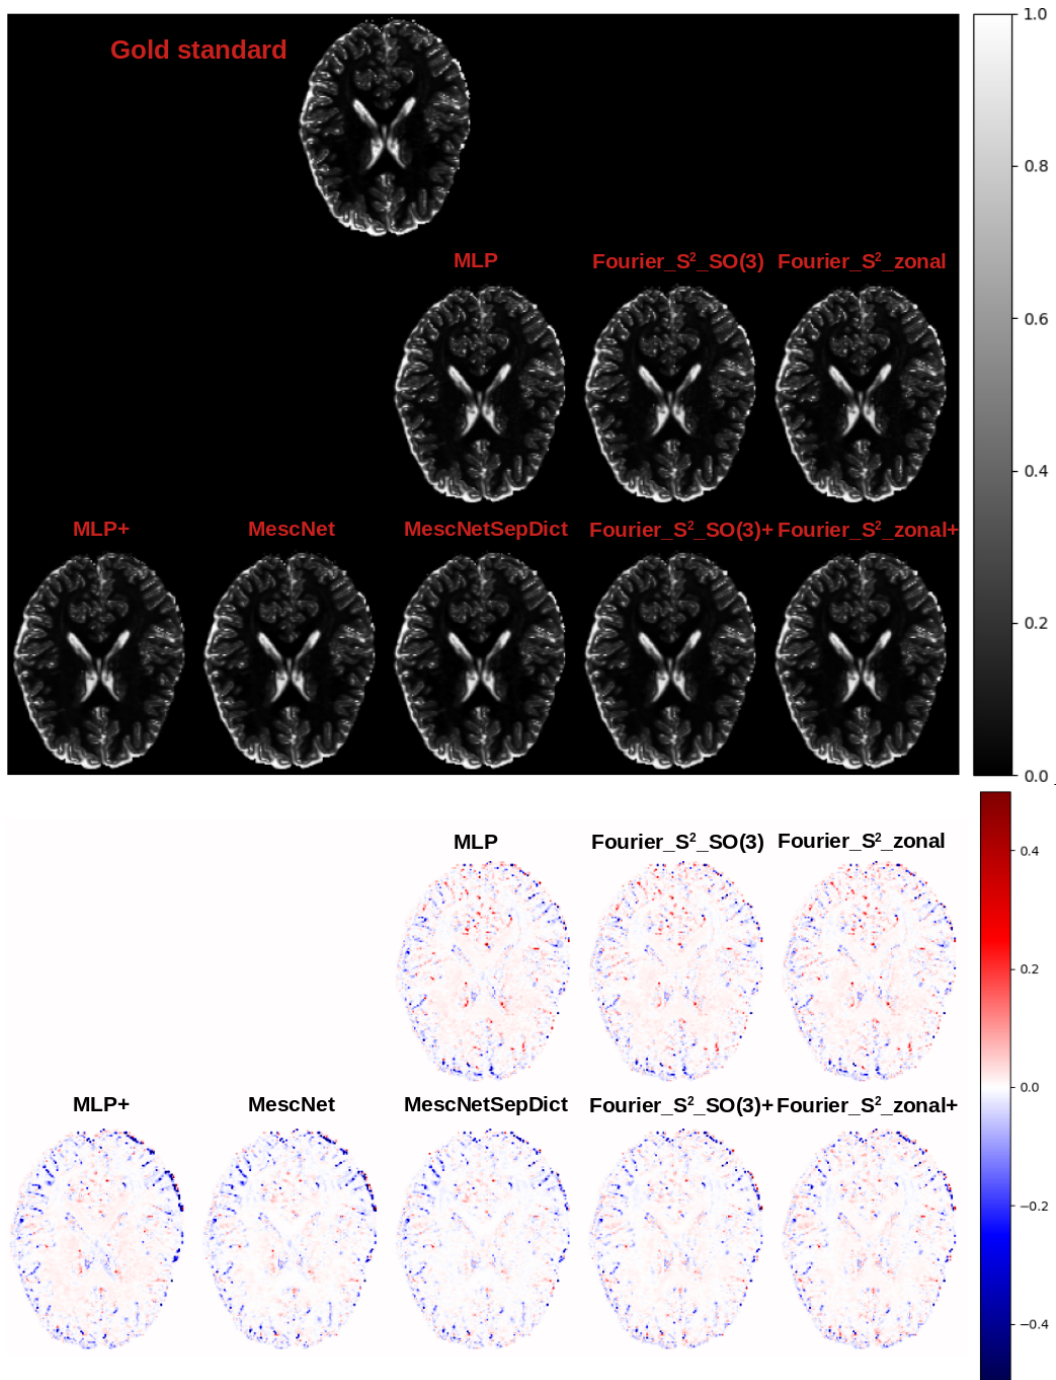 1.0
Gold standard
0.8
MLP Fourier_S²_SO(3) Fourier_S²_zonal
0.6
0.4
MLP+ MescNet MescNetSepDict Fourier_S²_SO(3)+ Fourier_S²_zonal+
0.2
0.0
MLP Fourier_S²_SO(3) Fourier_S²_zonal
0.4
0.2
0.0
MLP+ MescNet MescNetSepDict Fourier_S²_SO(3)+ Fourier_S²_zonal+
−0.2
−0.4